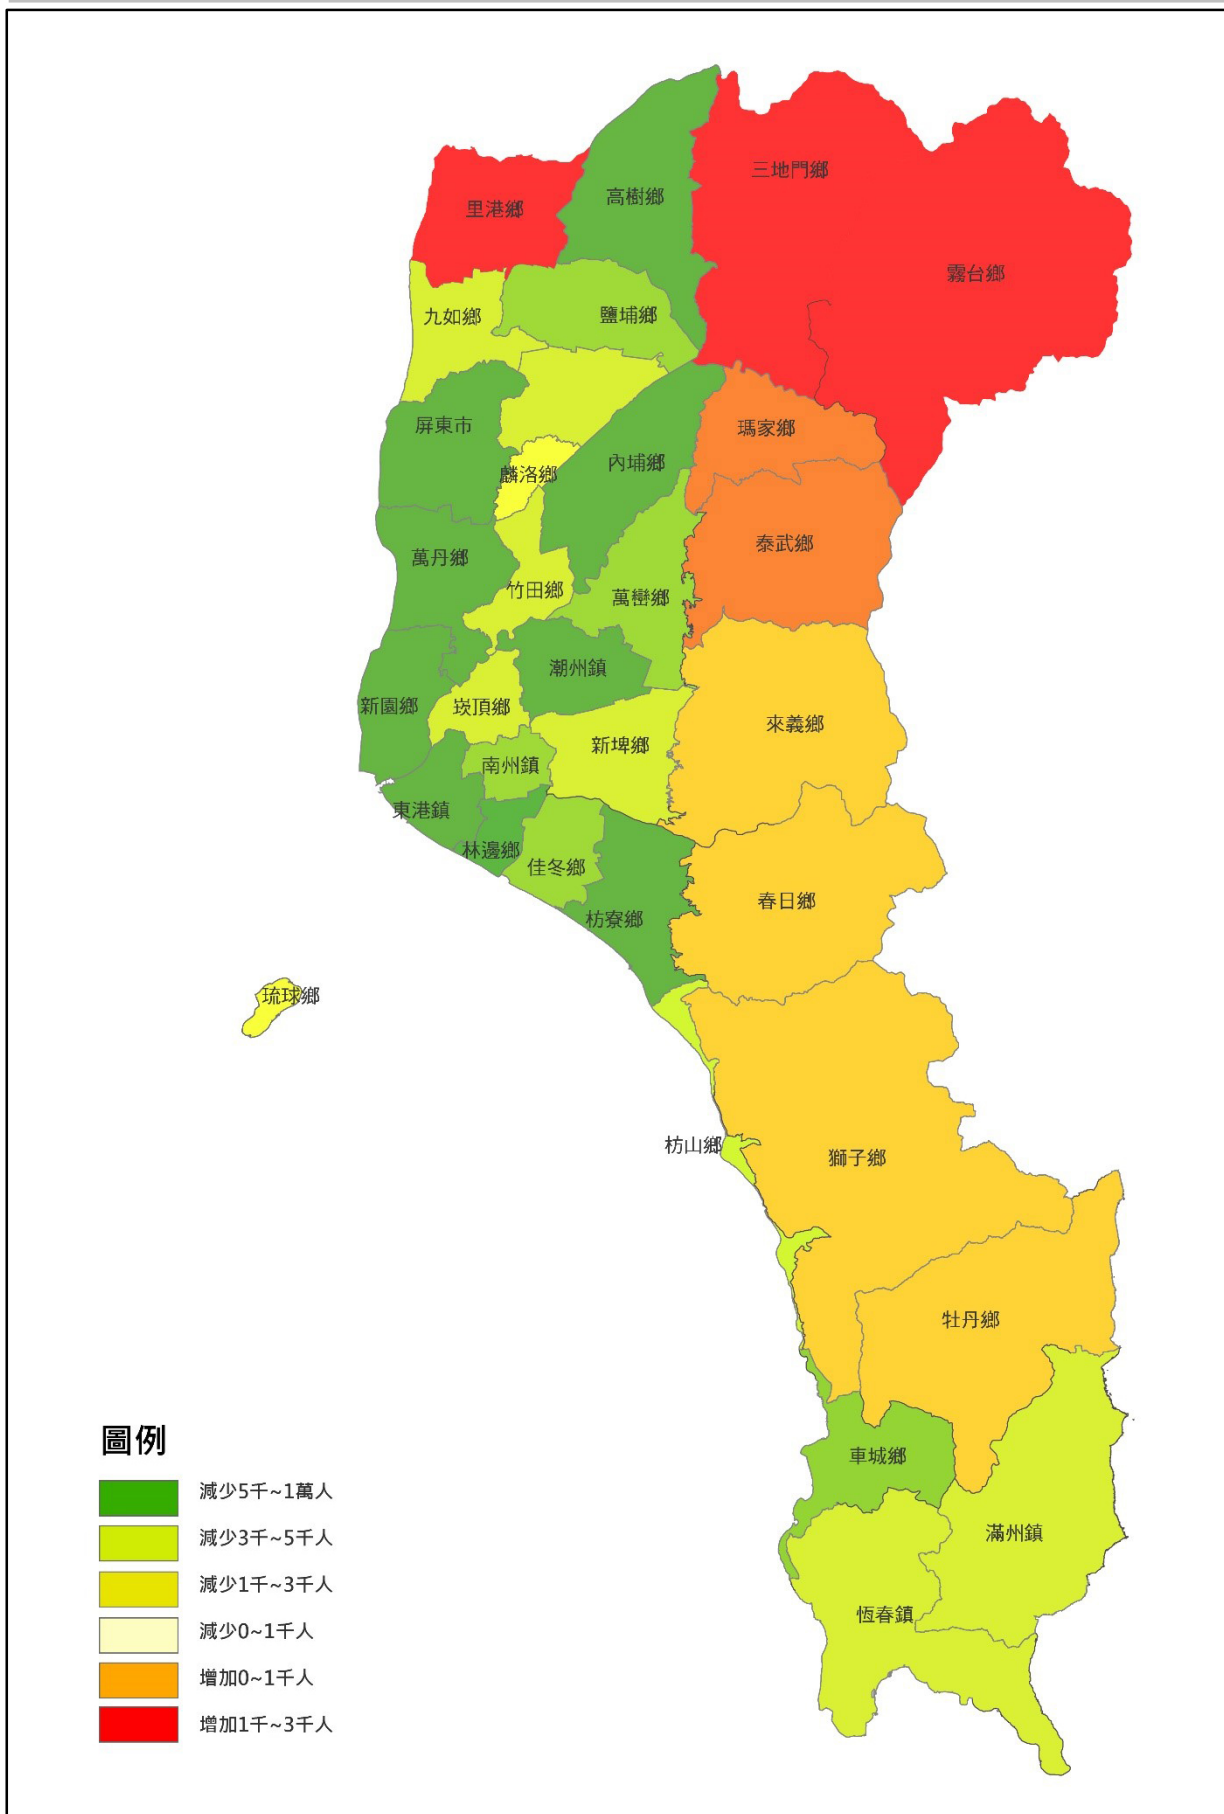 三地門鄉
高樹鄉
里港鄉
霧台鄉
九如鄉
鹽埔鄉
屏東市
瑪家鄉
內埔鄉
麟洛鄉
泰武鄉
萬丹鄉
竹田鄉
萬巒鄉
潮州鎮
新園鄉
崁頂鄉
來義鄉
新埤鄉
南州鎮
東港鎮
林邊鄉
佳冬鄉
春日鄉
枋寮鄉
琉球鄉
枋山鄉
獅子鄉
牡丹鄉
車城鄉
滿州鎮
恆春鎮
圖例
減少5千~1萬人
減少3千~5千人
減少1千~3千人
減少0~1千人
增加0~1千人
增加1千~3千人